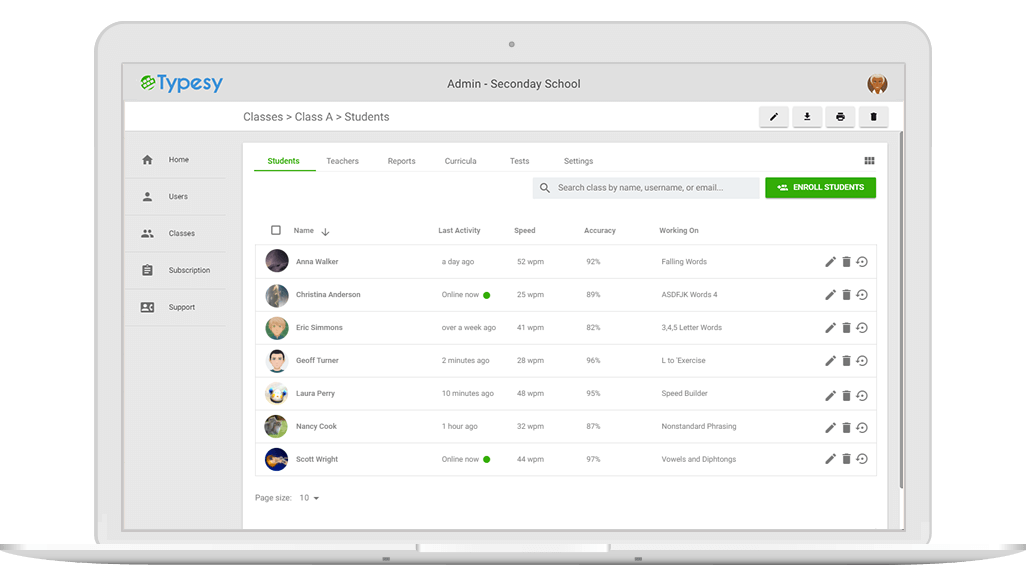 Typesy
Admin - Seconday School
Classes > Class A > Students
Home
Users
Classes
Subscription
Support
Students Teachers Reports Curricula Tests Settings
Search class by name, username, or email...
ENROLL STUDENTS
Name Last Activity Speed Accuracy Working On
Anna Walker a day ago 52 wpm 92% Falling Words
Christina Anderson Online now 25 wpm 89% ASDFJK Words 4
Eric Simmons over a week ago 41 wpm 82% 3,4,5 Letter Words
Geoff Turner 2 minutes ago 28 wpm 96% L to 'Exercise
Laura Perry 10 minutes ago 48 wpm 95% Speed Builder
Nancy Cook 1 hour ago 32 wpm 87% Nonstandard Phrasing
Scott Wright Online now 44 wpm 97% Vowels and Diphtongs
Page size: 10